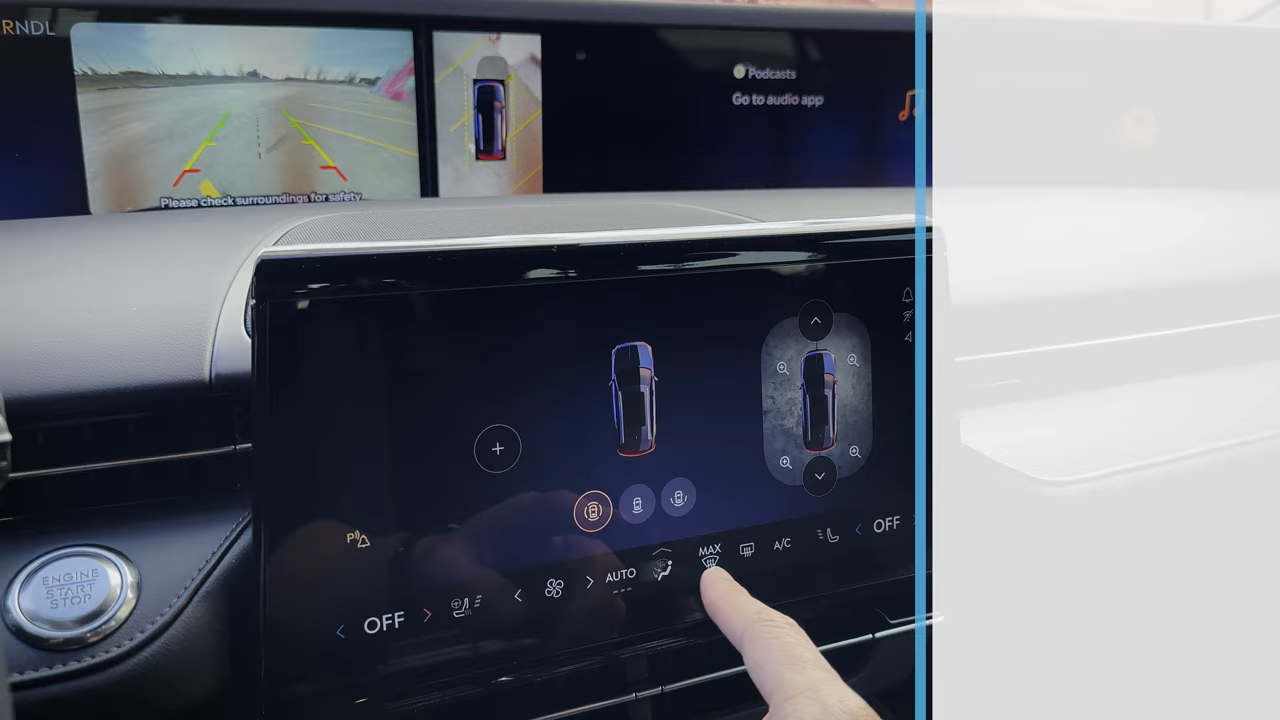 RNDL
Podcasts
Go to audio app
Please check surroundings for safety
P
ENGINE
START
STOP
OFF
AUTO
MAX
A/C
OFF